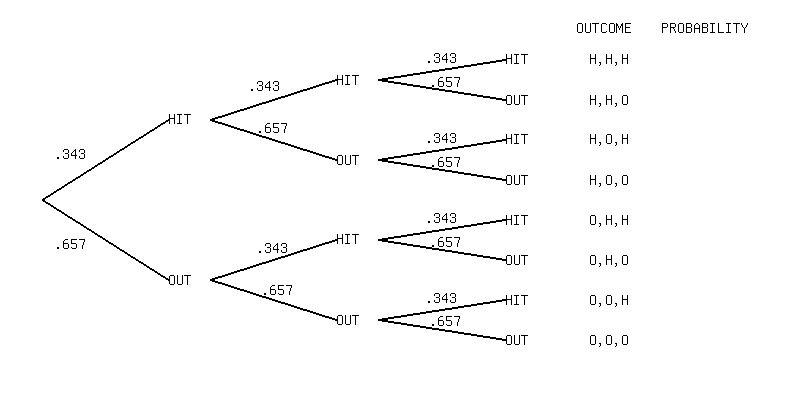 OUTCOME PROBABILITY
.343 HIT H,H,H
HIT
.343 .657
OUT H,H,O
HIT
.657 .343 HIT H,O,H
.343
OUT .657
OUT H,O,O
.343 HIT O,H,H
HIT
.657 .343 .657
OUT O,H,O
OUT
.657 .343 HIT O,O,H
OUT .657
OUT O,O,O